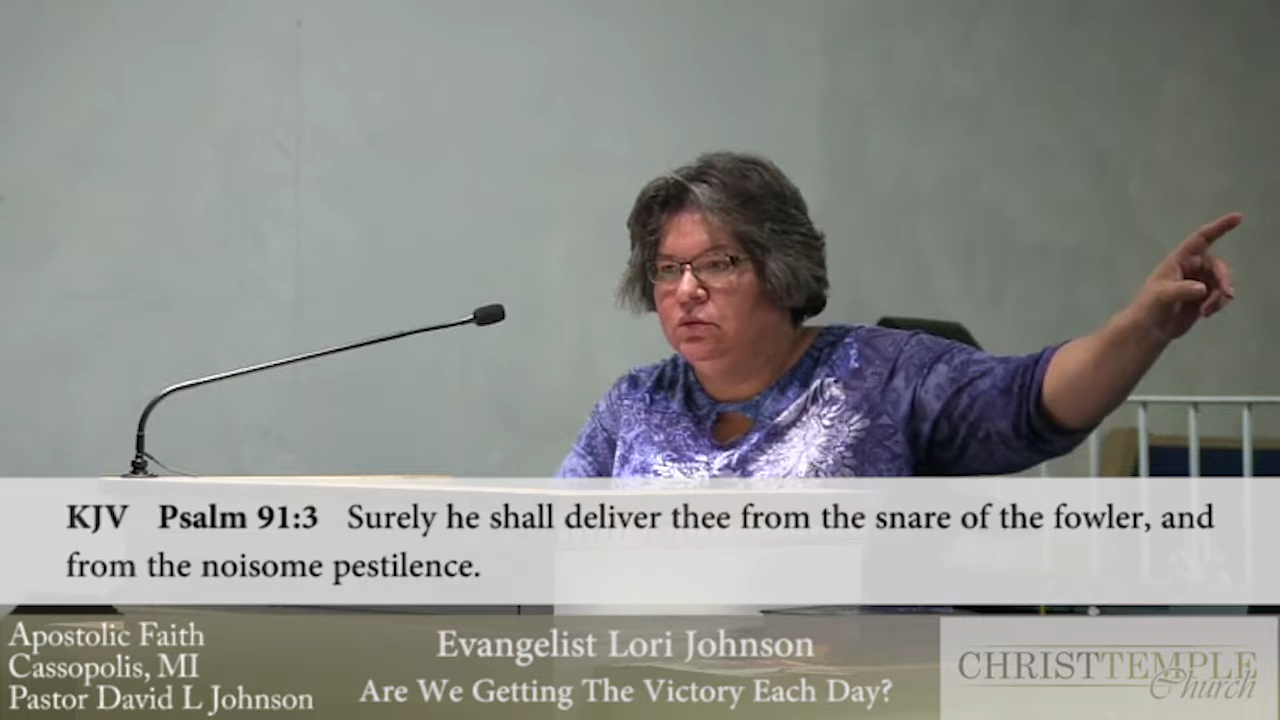 KJV Psalm 91:3 Surely he shall deliver thee from the snare of the fowler, and
from the noisome pestilence.
Apostolic Faith
Cassopolis, MI
Pastor David L Johnson
Evangelist Lori Johnson
Are We Getting The Victory Each Day?
CHRISTTEMPLE
Church